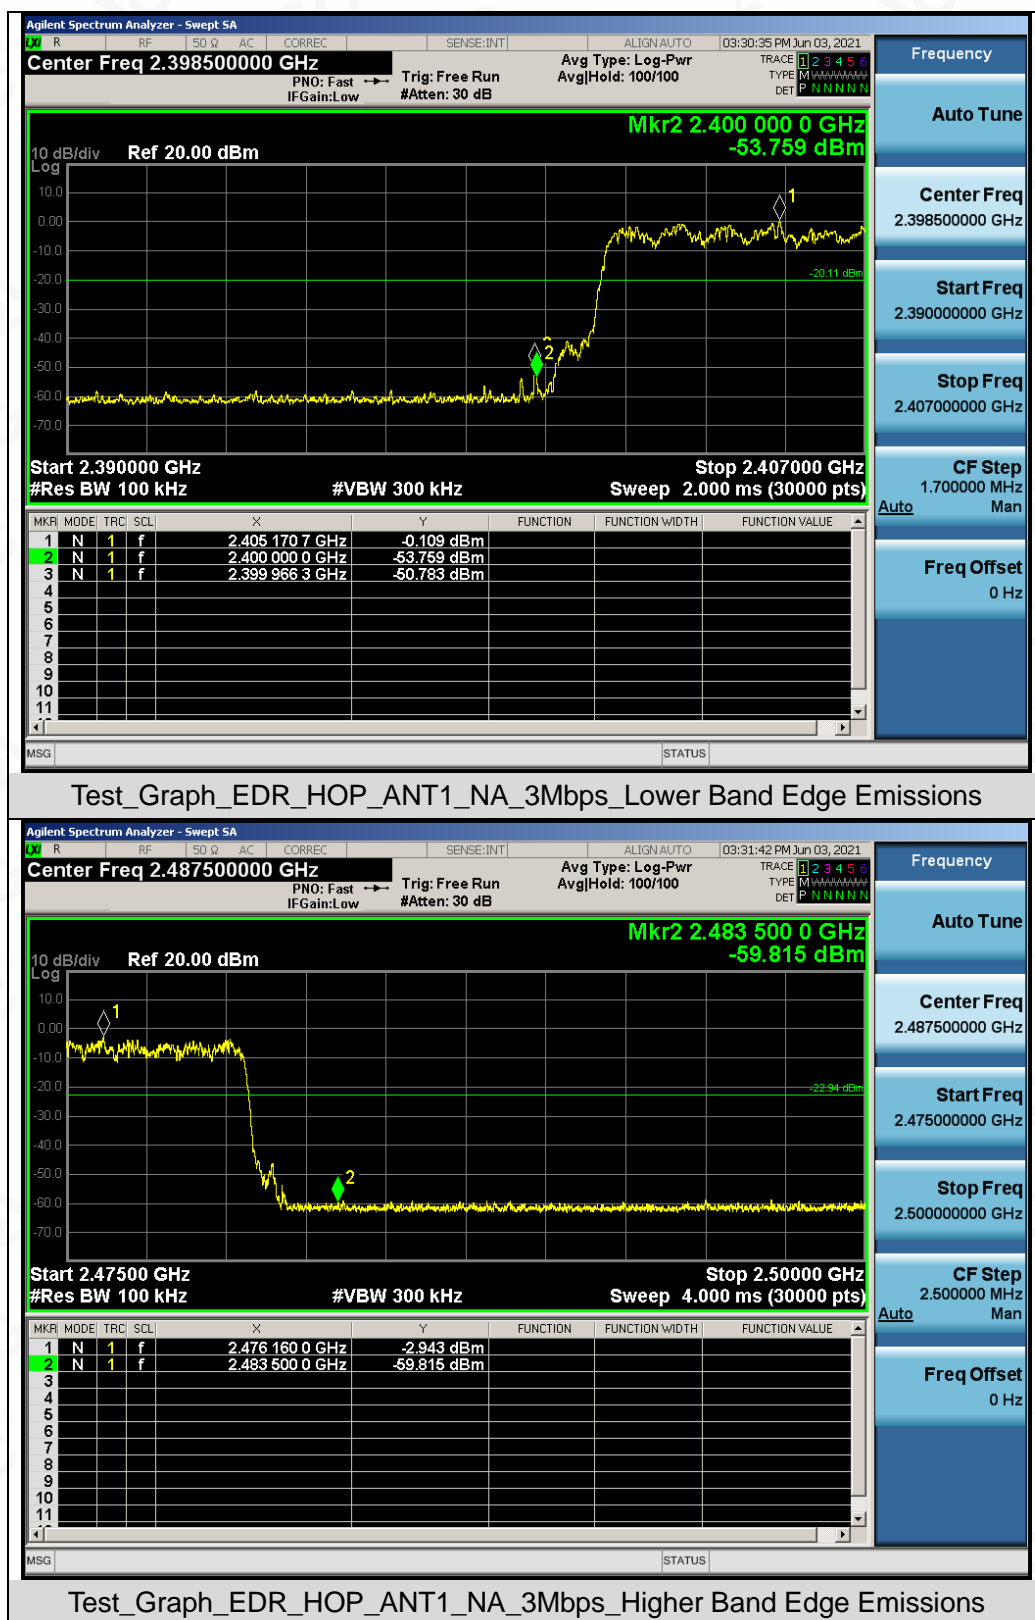 Agilent Spectrum Analyzer - Swept SA
LXI R RF 50 Ω AC CORREC SENSE:INT ALIGN AUTO 03:30:35 PM Jun 03, 2021
Center Freq 2.398500000 GHz
PNO: Fast
IFGain:Low
Trig: Free Run
#Atten: 30 dB
Avg Type: Log-Pwr
Avg|Hold: 100/100
TRACE 1 2 3 4 5 6
TYPE M
DET P N N N N N
Mkr2 2.400 000 0 GHz
-53.759 dBm
10 dB/div Ref 20.00 dBm
Log
10.0
0.00
-10.0
-20.0
-30.0
-40.0
-50.0
-60.0
-70.0
1
-20.11 dBm
2
Start 2.390000 GHz Stop 2.407000 GHz
#Res BW 100 kHz #VBW 300 kHz Sweep 2.000 ms (30000 pts)
MKR MODE TRC SCL X Y FUNCTION FUNCTION WIDTH FUNCTION VALUE
1 N 1 f 2.405 170 7 GHz -0.109 dBm
2 N 1 f 2.400 000 0 GHz -53.759 dBm
3 N 1 f 2.399 966 3 GHz -50.783 dBm
4
5
6
7
8
9
10
11
MSG STATUS
Frequency
Auto Tune
Center Freq
2.398500000 GHz
Start Freq
2.390000000 GHz
Stop Freq
2.407000000 GHz
CF Step
1.700000 MHz
Auto Man
Freq Offset
0 Hz
Test_Graph_EDR_HOP_ANT1_NA_3Mbps_Lower Band Edge Emissions
Agilent Spectrum Analyzer - Swept SA
LXI R RF 50 Ω AC CORREC SENSE:INT ALIGN AUTO 03:31:42 PM Jun 03, 2021
Center Freq 2.487500000 GHz
PNO: Fast
IFGain:Low
Trig: Free Run
#Atten: 30 dB
Avg Type: Log-Pwr
Avg|Hold: 100/100
TRACE 1 2 3 4 5 6
TYPE M
DET P N N N N N
Mkr2 2.483 500 0 GHz
-59.815 dBm
10 dB/div Ref 20.00 dBm
Log
10.0
0.00
-10.0
-20.0
-30.0
-40.0
-50.0
-60.0
-70.0
1
-22.94 dBm
2
Start 2.47500 GHz Stop 2.50000 GHz
#Res BW 100 kHz #VBW 300 kHz Sweep 4.000 ms (30000 pts)
MKR MODE TRC SCL X Y FUNCTION FUNCTION WIDTH FUNCTION VALUE
1 N 1 f 2.476 160 0 GHz -2.943 dBm
2 N 1 f 2.483 500 0 GHz -59.815 dBm
3
4
5
6
7
8
9
10
11
MSG STATUS
Frequency
Auto Tune
Center Freq
2.487500000 GHz
Start Freq
2.475000000 GHz
Stop Freq
2.500000000 GHz
CF Step
2.500000 MHz
Auto Man
Freq Offset
0 Hz
Test_Graph_EDR_HOP_ANT1_NA_3Mbps_Higher Band Edge Emissions